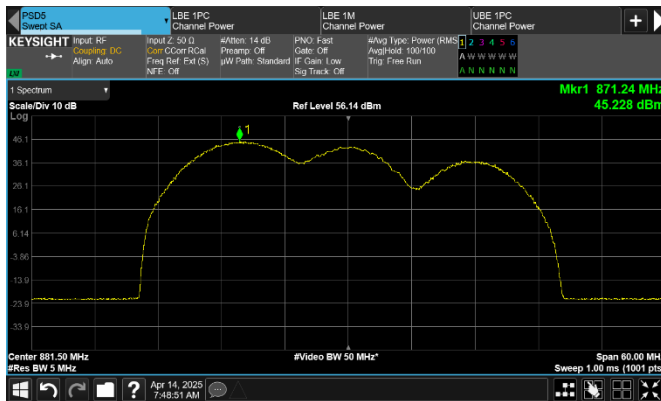 PSD5
Swept SA
LBE 1PC
Channel Power
LBE 1M
Channel Power
UBE 1PC
Channel Power
+
KEYSIGHT
Input: RF
Coupling: DC
Align: Auto
Input Z: 50 Ω
Corr CCorr RCal
Freq Ref: Ext (S)
NFE: Off
#Atten: 14 dB
Preamp: Off
µW Path: Standard
PNO: Fast
Gate: Off
IF Gain: Low
Sig Track: Off
#Avg Type: Power (RMS
Avg|Hold: 100/100
Trig: Free Run
1 2 3 4 5 6
A W W W W W
A N N N N N
LXI
1 Spectrum
Scale/Div 10 dB
Log
Ref Level 56.14 dBm
Mkr1 871.24 MHz
45.228 dBm
1
46.1
36.1
26.1
16.1
6.14
-3.86
-13.9
-23.9
-33.9
Center 881.50 MHz
#Res BW 5 MHz
#Video BW 50 MHz*
Span 60.00 MH
Sweep 1.00 ms (1001 pts
?
Apr 14, 2025
7:48:51 AM